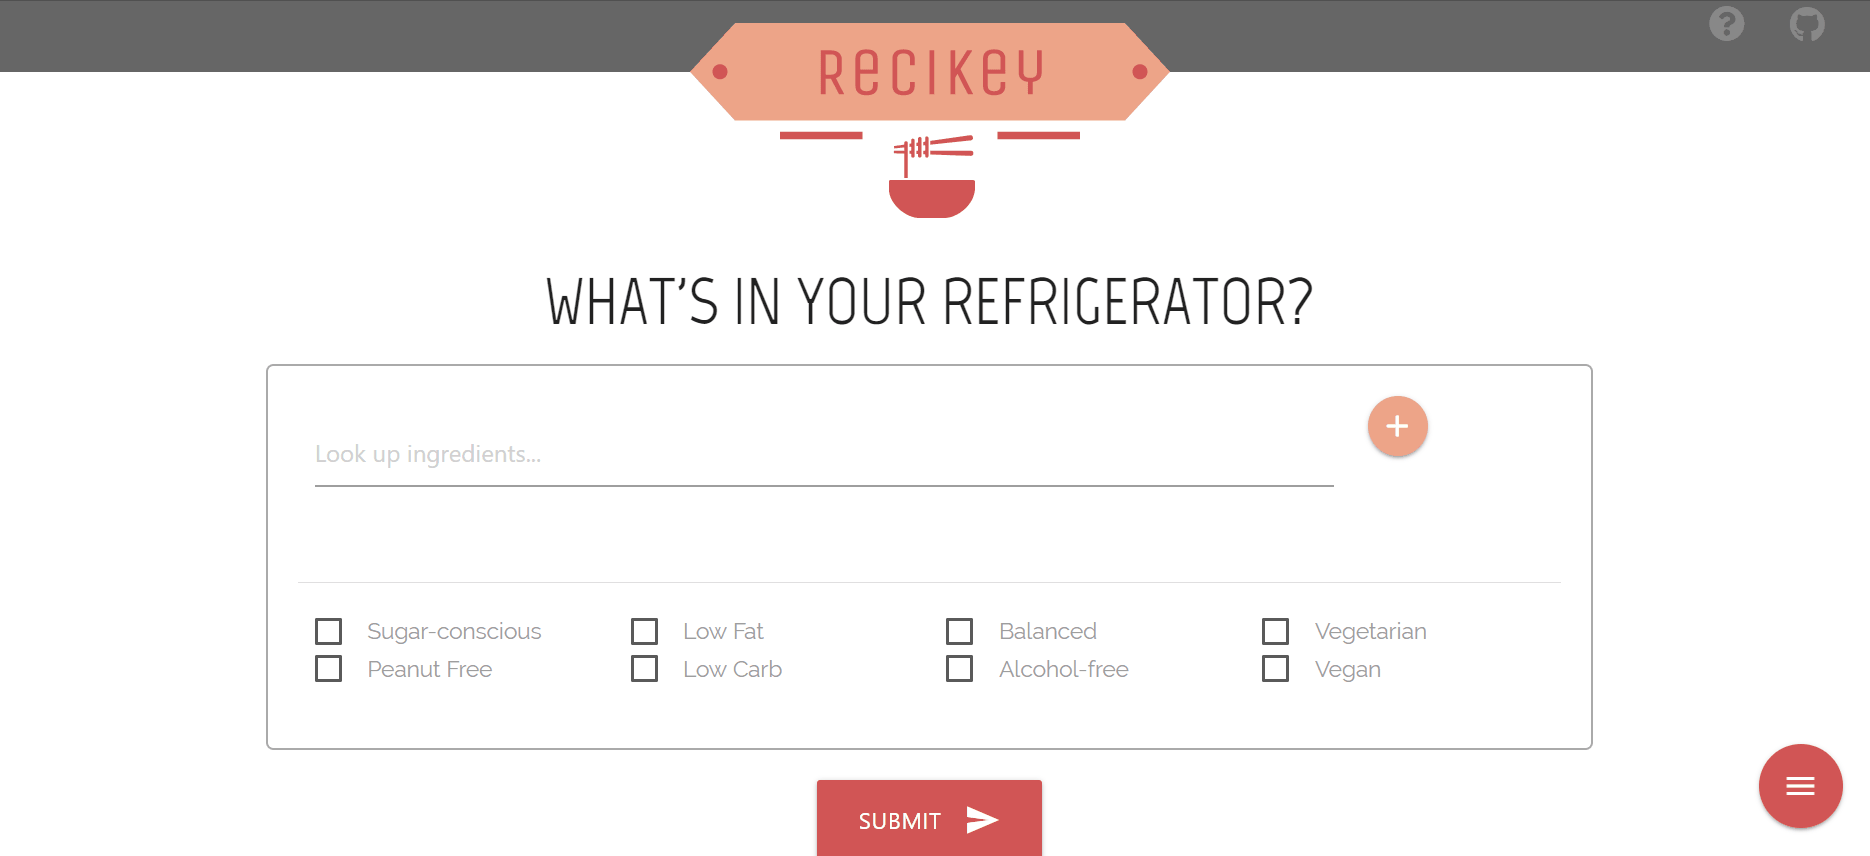 ReCIKeY
WHAT'S IN YOUR REFRIGERATOR?
Look up ingredients...
Sugar-conscious Low Fat Balanced Vegetarian
Peanut Free Low Carb Alcohol-free Vegan
SUBMIT